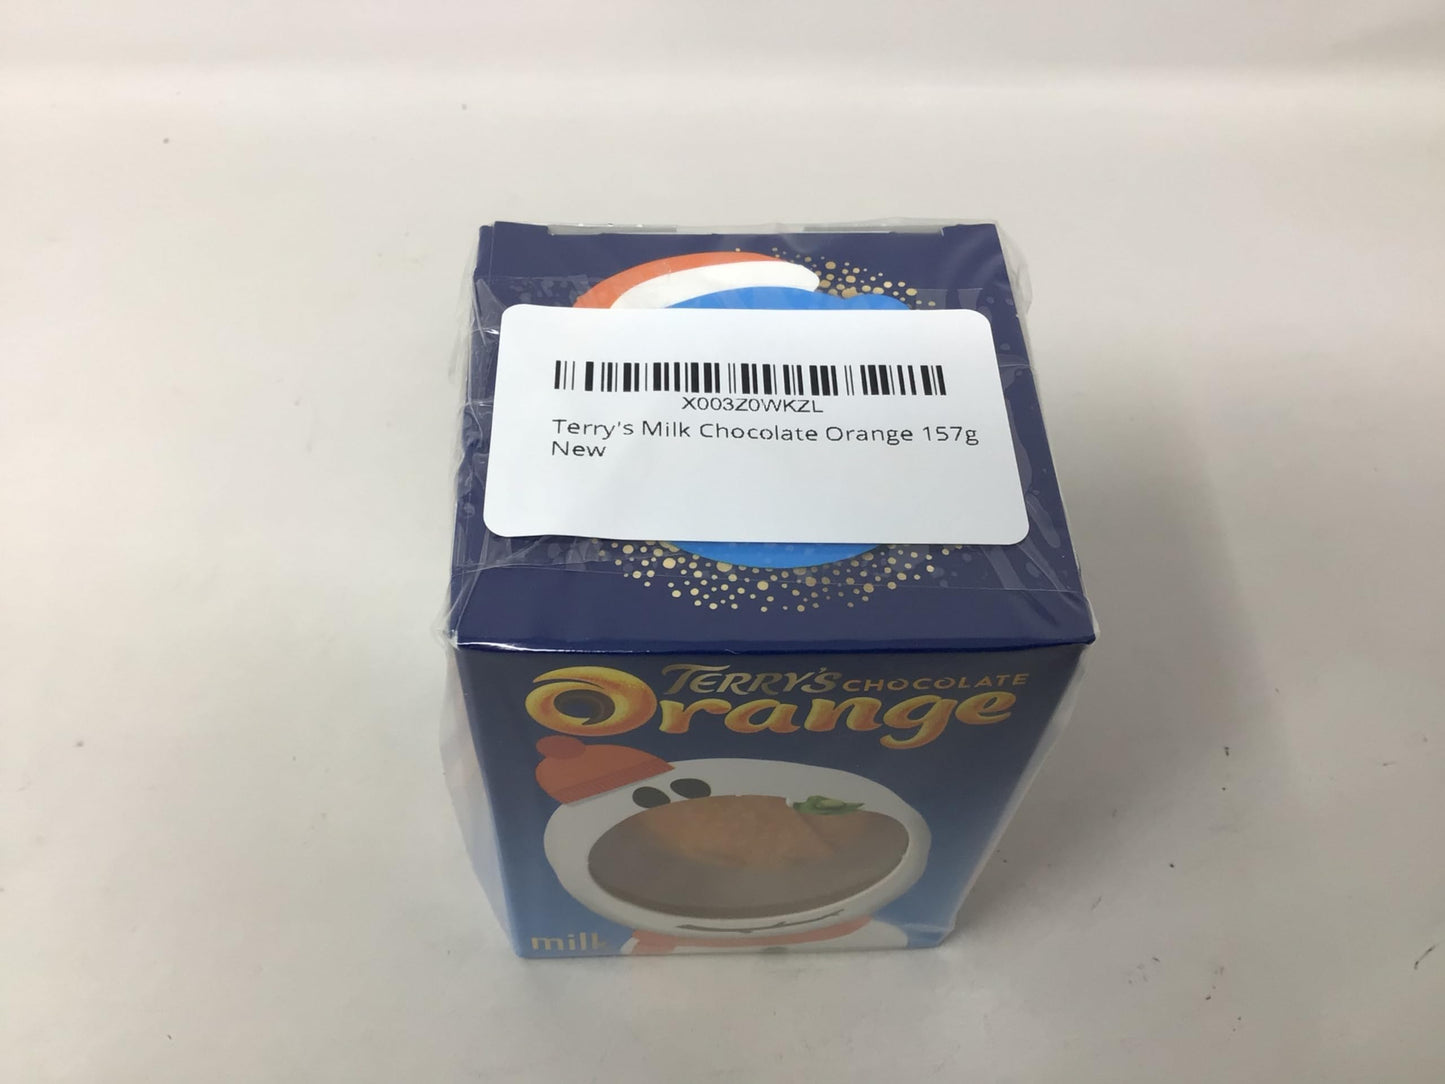 X003Z0WKZL
Terry's Milk Chocolate Orange 157g
New
TERRY'S CHOCOLATE
Orange
milk